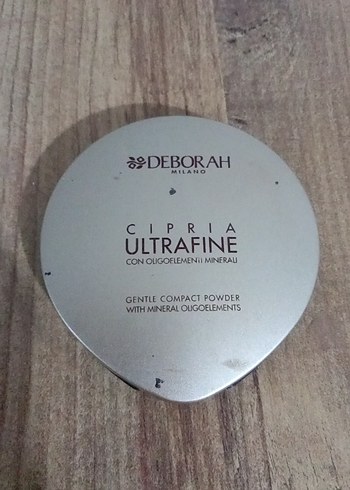 DEBORAH
MILANO
CIPRIA
ULTRAFINE
CON OLIGOELEMENTI MINERALI
GENTLE COMPACT POWDER
WITH MINERAL OLIGOELEMENTS